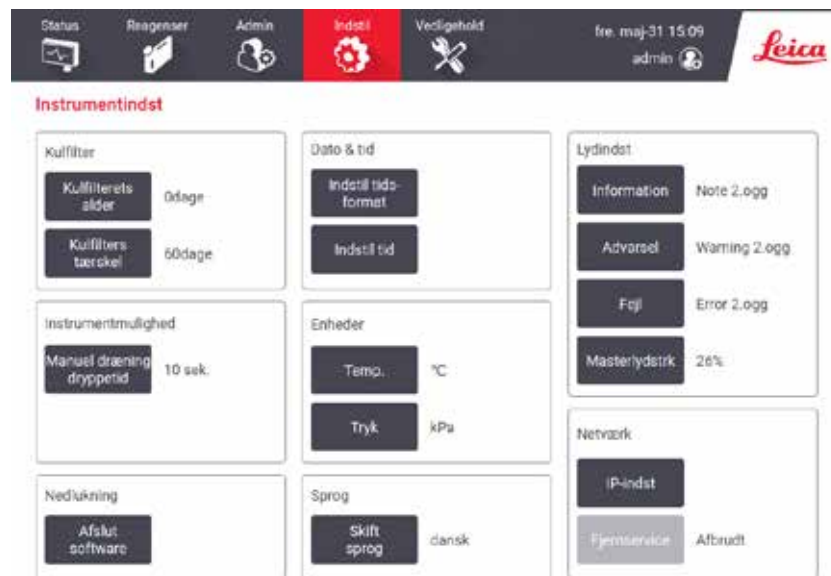 Status Reagenser Admin Indstil Vedligehold
fre. maj-31 15:09
admin
Leica
Instrumentindst
Kulfilter
Kulfilterets
alder
0dage
Kulfilters
tærskel
60dage
Instrumentmulighed
Manuel dræning
dryppetid
10 sek.
Nedlukning
Afslut
software
Dato & tid
Indstil tids-
formet
Indstil tid
Enheder
Temp.
°C
Tryk
kPa
Sprog
Skift
sprog
dansk
Lydindst
Information
Note 2.ogg
Advarsel
Warning 2.ogg
Fejl
Error 2.ogg
Masterlydstrk
26%
Netværk
IP-indst
Fjernservice
Afbrudt